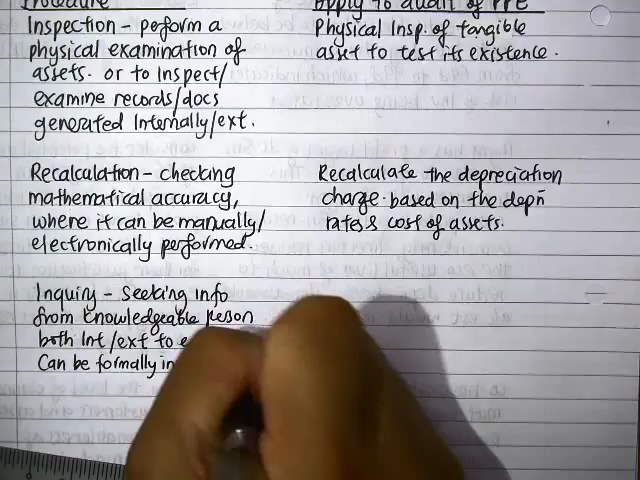 Procedure
Apply to audit of PPE
Inspection - perform a
physical examination of
assets. or to Inspect/
examine records/docs
generated Internally/ext.
Physical Insp. of tangible
asset to test its existence.
Recalculation - checking
mathematical accuracy,
where it can be manually/
electronically performed.
Recalculate the depreciation
charge based on the depñ
rates & cost of assets.
Inquiry - Seeking info
from knowledgeable person
both Int/ext to
Can be formally in